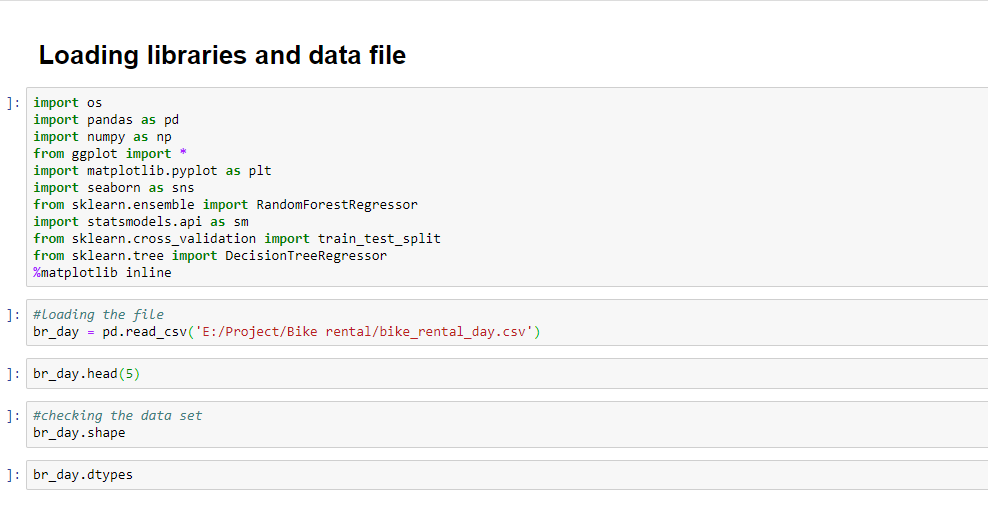 Loading libraries and data file
]: import os
import pandas as pd
import numpy as np
from ggplot import *
import matplotlib.pyplot as plt
import seaborn as sns
from sklearn.ensemble import RandomForestRegressor
import statsmodels.api as sm
from sklearn.cross_validation import train_test_split
from sklearn.tree import DecisionTreeRegressor
%matplotlib inline
]: #loading the file
br_day = pd.read_csv('E:/Project/Bike rental/bike_rental_day.csv')
]: br_day.head(5)
]: #checking the data set
br_day.shape
]: br_day.dtypes